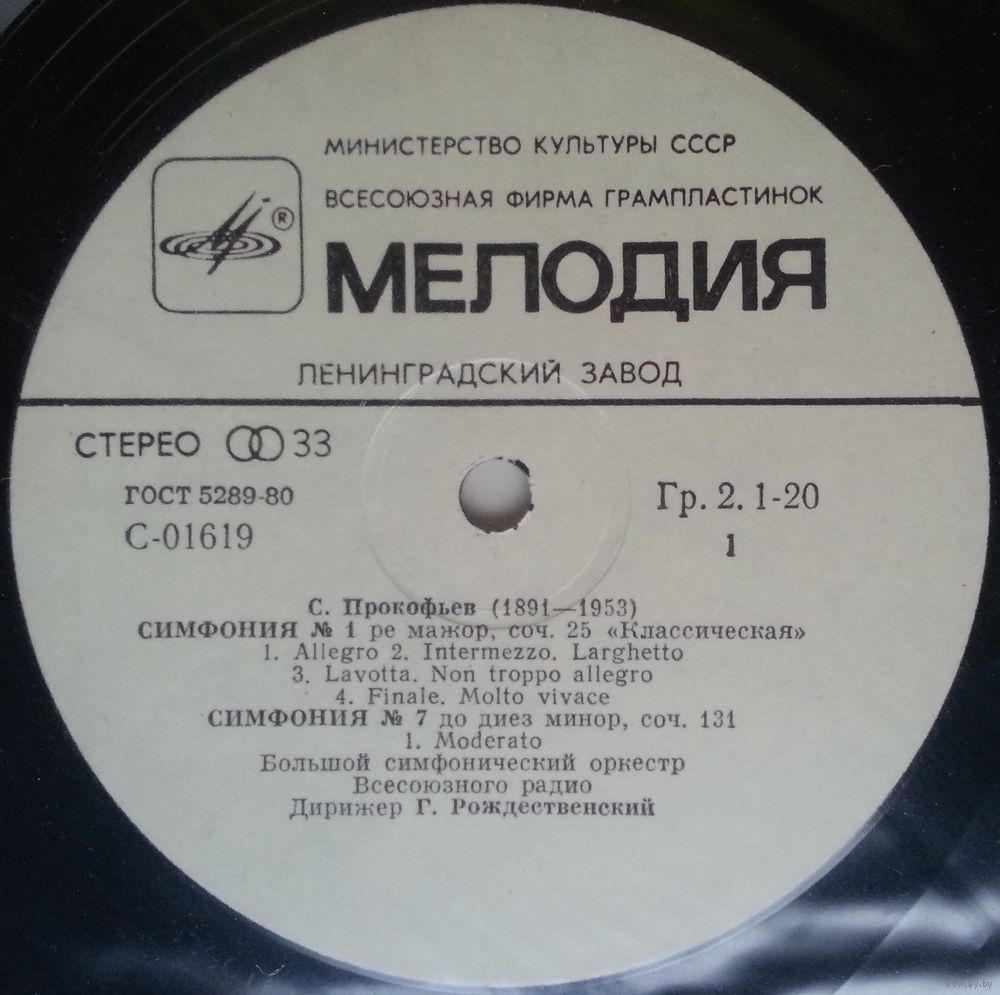 МИНИСТЕРСТВО КУЛЬТУРЫ СССР
ВСЕСОЮЗНАЯ ФИРМА ГРАМПЛАСТИНОК
®
МЕЛОДИЯ
ЛЕНИНГРАДСКИЙ ЗАВОД
СТЕРЕО 33
ГОСТ 5289-80
С-01619
Гр. 2. 1-20
1
С. Прокофьев (1891—1953)
СИМФОНИЯ № 1 ре мажор, соч. 25 «Классическая»
1. Allegro 2. Intermezzo. Larghetto
3. Lavotta. Non troppo allegro
4. Finale. Molto vivace
СИМФОНИЯ № 7 до диез минор, соч. 131
1. Moderato
Большой симфонический оркестр
Всесоюзного радио
Дирижер Г. Рождественский
www.ay.by